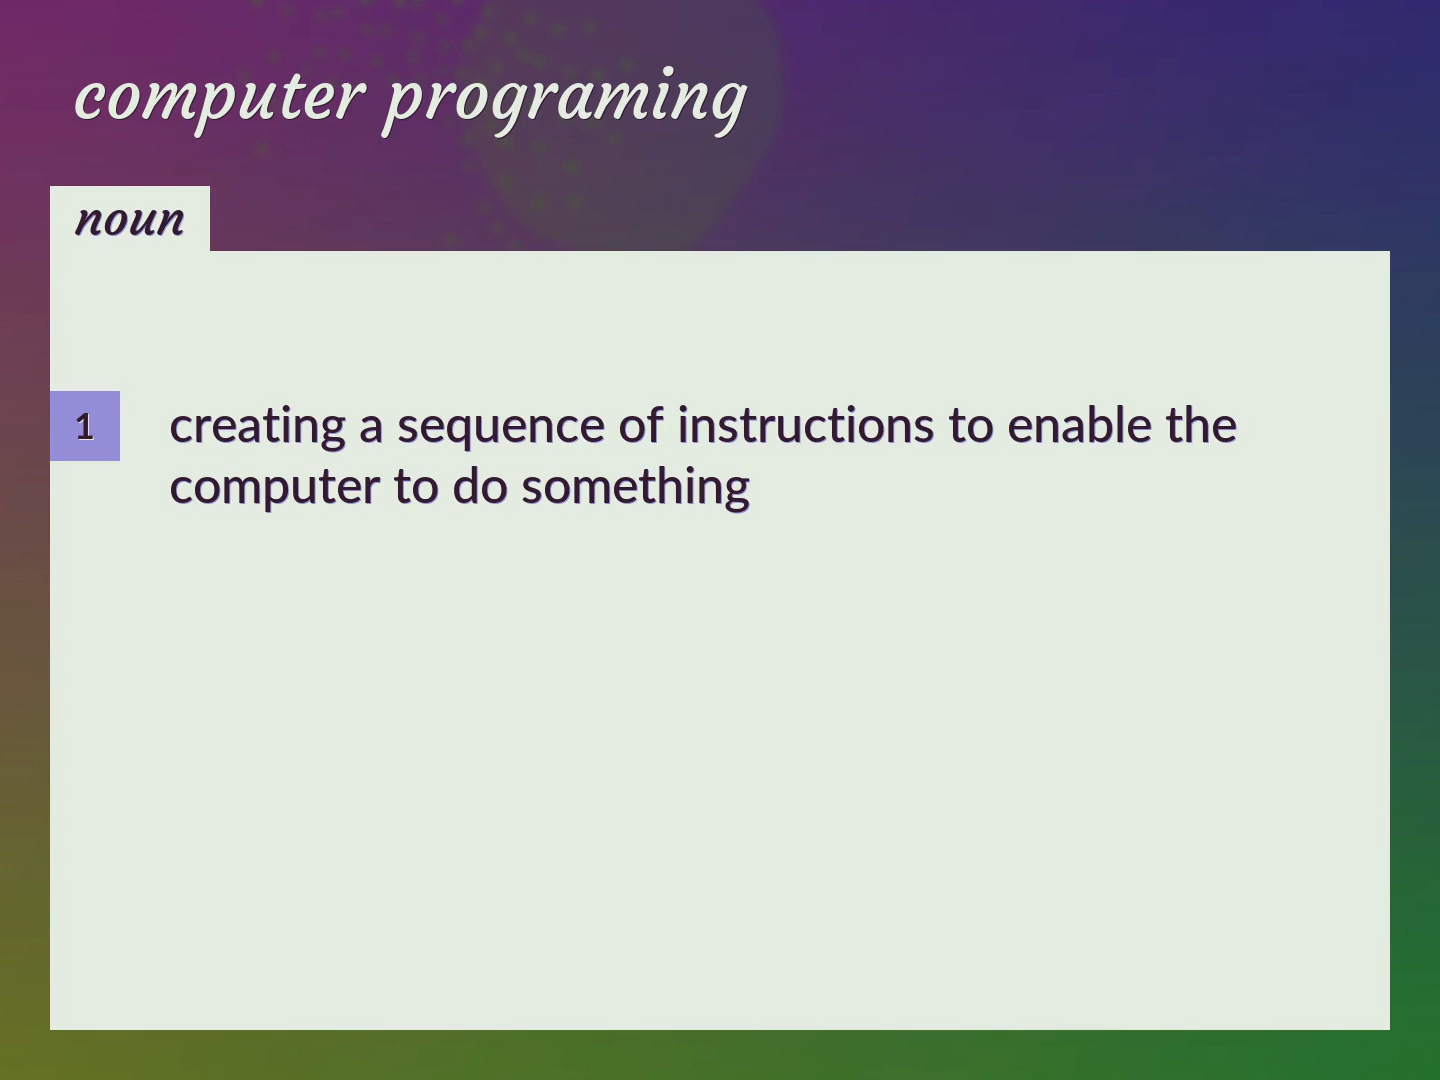 computer programing
noun
1
creating a sequence of instructions to enable the
computer to do something